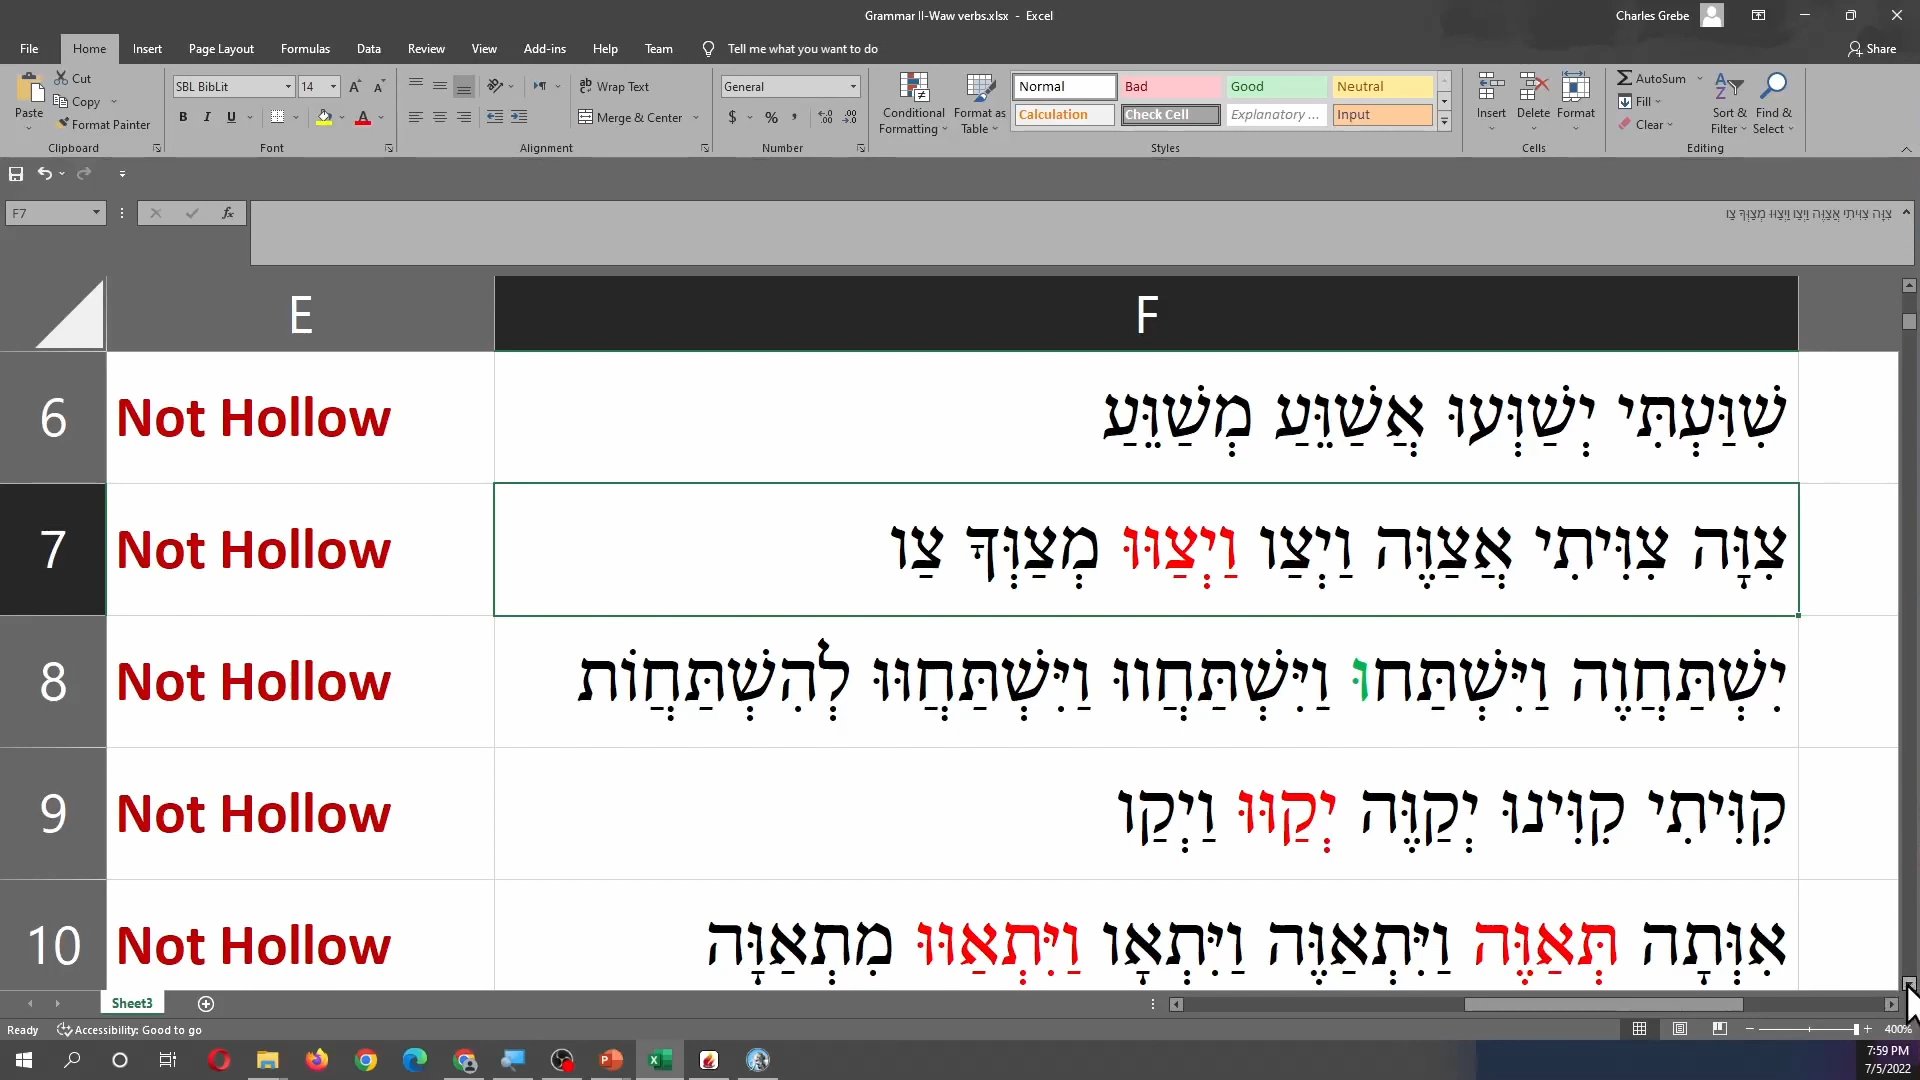 Grammar II-Waw verbs.xlsx - Excel
Charles Grebe
File Home Insert Page Layout Formulas Data Review View Add-ins Help Team Tell me what you want to do Share
Paste Cut Copy Format Painter Clipboard
SBL BibLit 14 B I U Font
Wrap Text Merge & Center Alignment
General $ % Number
Conditional Formatting Format as Table Normal Bad Good Neutral Calculation Check Cell Explanatory ... Input Styles
Insert Delete Format Cells
AutoSum Fill Clear Sort & Filter Find & Select Editing
F7 fx צִוָּה צִוִּיתִי אֲצַוֶּה וַיְצַו וַיְצַוּוּ מְצַוְּךָ צַו
E F
6 Not Hollow שִׁוַּעְתִּי יְשַׁוְּעוּ אֲשַׁוֵּעַ מְשַׁוֵּעַ
7 Not Hollow צִוָּה צִוִּיתִי אֲצַוֶּה וַיְצַו וַיְצַוּוּ מְצַוְּךָ צַו
8 Not Hollow יִשְׁתַּחֲוֶה וַיִּשְׁתַּחוּ וַיִּשְׁתַּחֲווּ וַיִּשְׁתַּחֲוּוּ לְהִשְׁתַּחֲוֺת
9 Not Hollow קִוִּיתִי קִוִּינוּ יְקַוֶּה יְקַוּוּ וַיְקַו
10 Not Hollow אִוְּתָה תְּאַוֶּה וַיִּתְאַוֶּה וַיִּתְאָו וַיִּתְאַוּוּ מִתְאַוָּה
Sheet3
Ready Accessibility: Good to go 400%
7:59 PM
7/5/2022